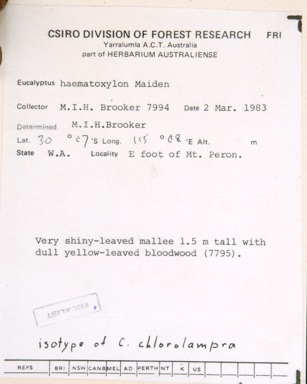 CSIRO DIVISION OF FOREST RESEARCH FRI
Yarralumla A.C.T. Australia
part of HERBARIUM AUSTRALIENSE
Eucalyptus haematoxylon Maiden
Collector M.I.H. Brooker 7994 Date 2 Mar. 1983
Determined M.I.H.Brooker
Lat. 30 ° 07'S Long. 115 ° 08'E Alt. m
State W.A. Locality E foot of Mt. Peron.
Very shiny-leaved mallee 1.5 m tall with
dull yellow-leaved bloodwood (7795).
EUCALIST
isotype of C. chlorolampra
REPS BRI NSW CANB MEL AD PERTH NT K US